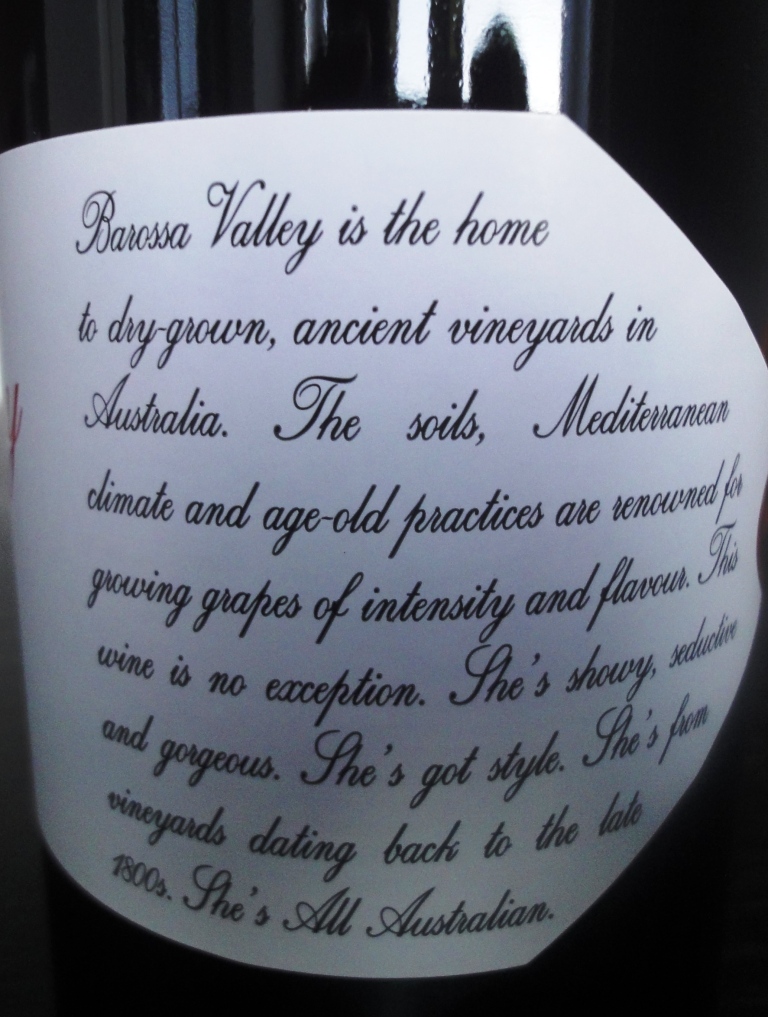 Barossa Valley is the home
to dry-grown, ancient vineyards in
Australia. The soils, Mediterranean
climate and age-old practices are renowned for
growing grapes of intensity and flavour. This
wine is no exception. She's showy, seductive
and gorgeous. She's got style. She's from
vineyards dating back to the late
1800s. She's All Australian.